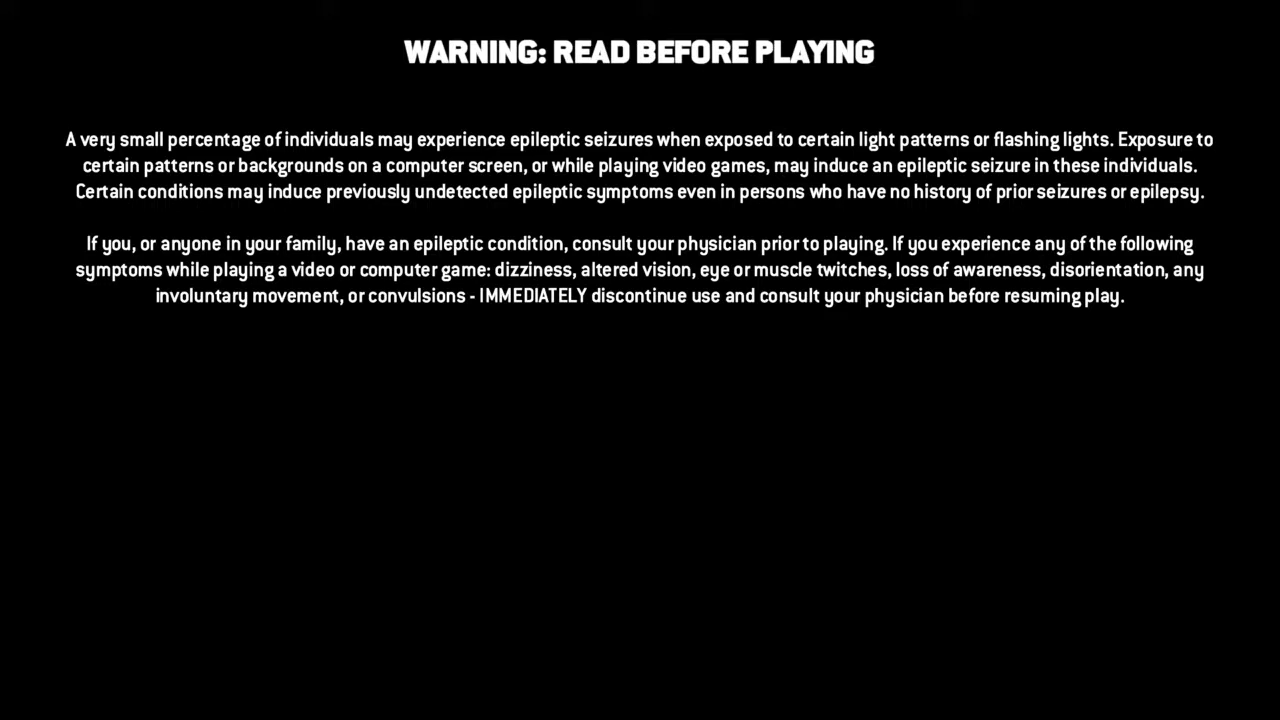 WARNING: READ BEFORE PLAYING
A very small percentage of individuals may experience epileptic seizures when exposed to certain light patterns or flashing lights. Exposure to
certain patterns or backgrounds on a computer screen, or while playing video games, may induce an epileptic seizure in these individuals.
Certain conditions may induce previously undetected epileptic symptoms even in persons who have no history of prior seizures or epilepsy.
If you, or anyone in your family, have an epileptic condition, consult your physician prior to playing. If you experience any of the following
symptoms while playing a video or computer game: dizziness, altered vision, eye or muscle twitches, loss of awareness, disorientation, any
involuntary movement, or convulsions - IMMEDIATELY discontinue use and consult your physician before resuming play.